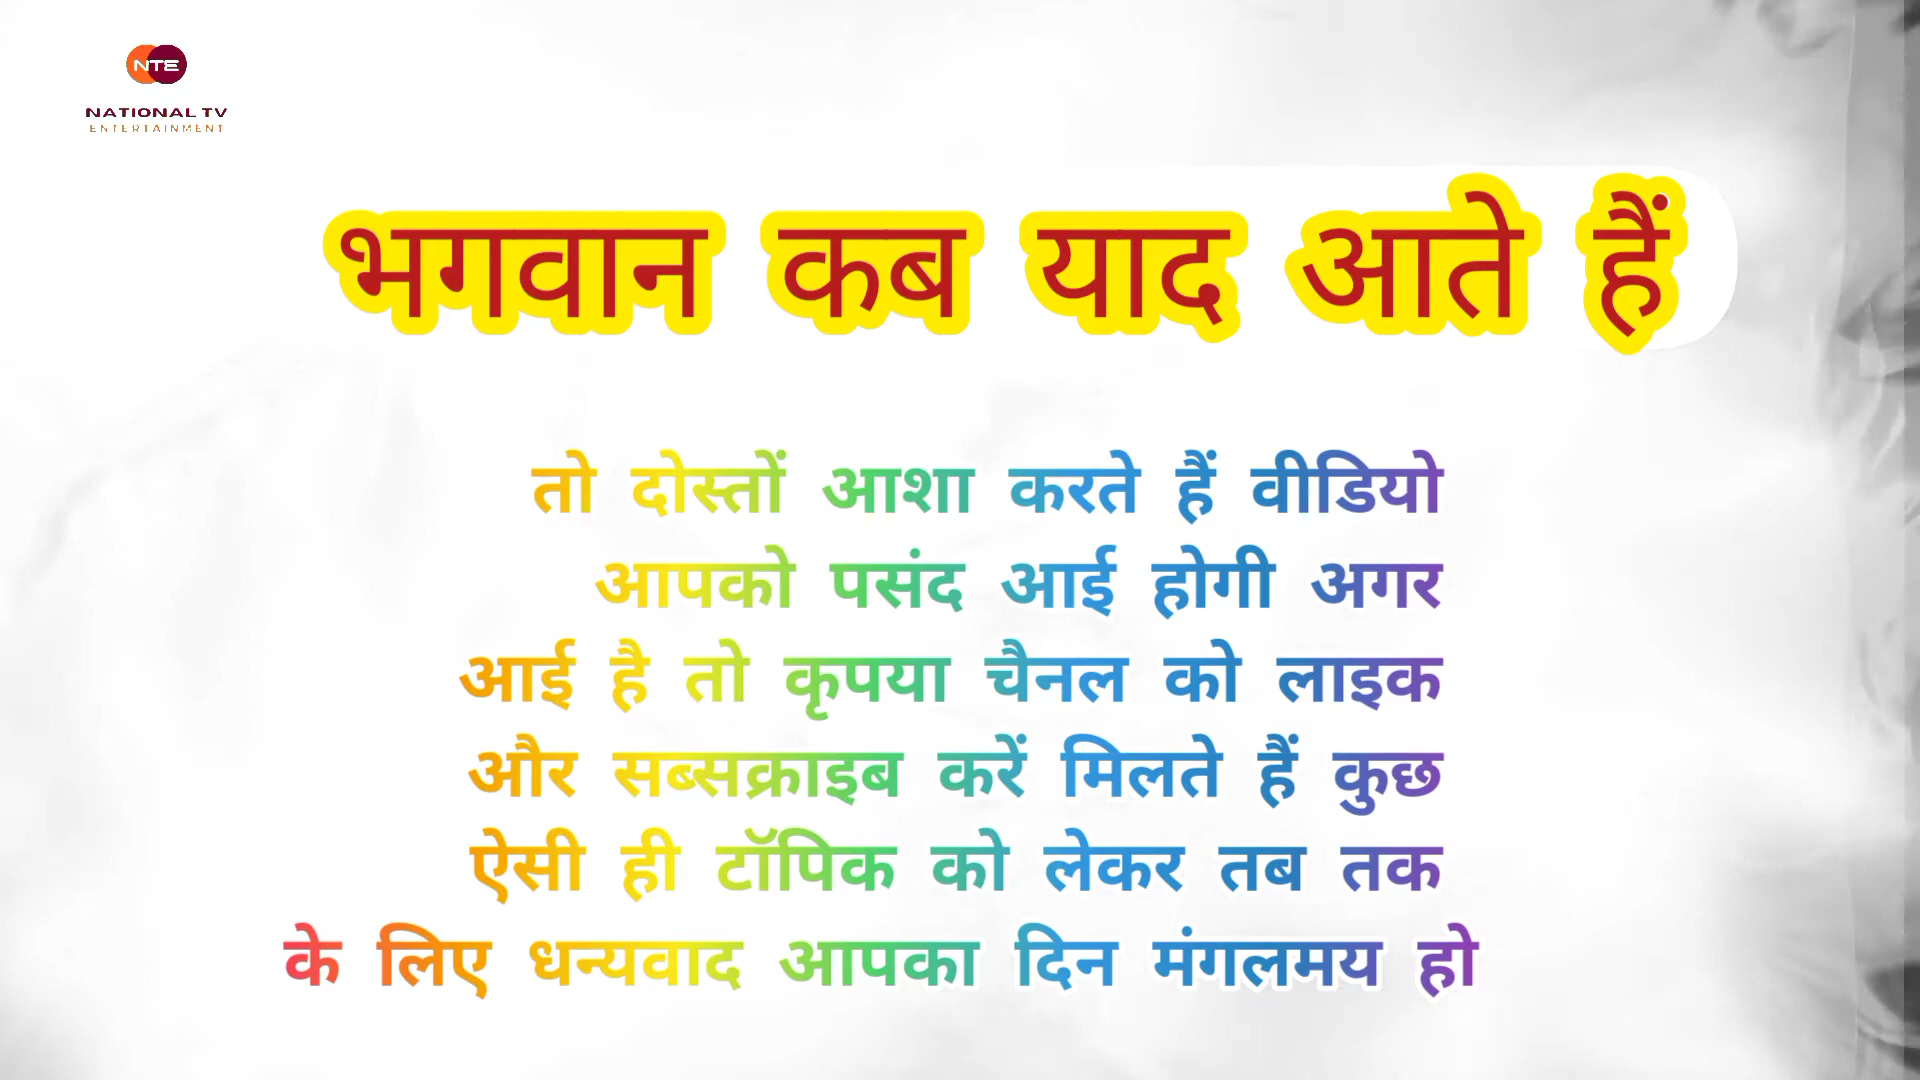 NTE
NATIONAL TV
ENTERTAINMENT
भगवान कब याद आते हैं
तो दोस्तों आशा करते हैं वीडियो
आपको पसंद आई होगी अगर
आई है तो कृपया चैनल को लाइक
और सब्सक्राइब करें मिलते हैं कुछ
ऐसी ही टॉपिक को लेकर तब तक
के लिए धन्यवाद आपका दिन मंगलमय हो